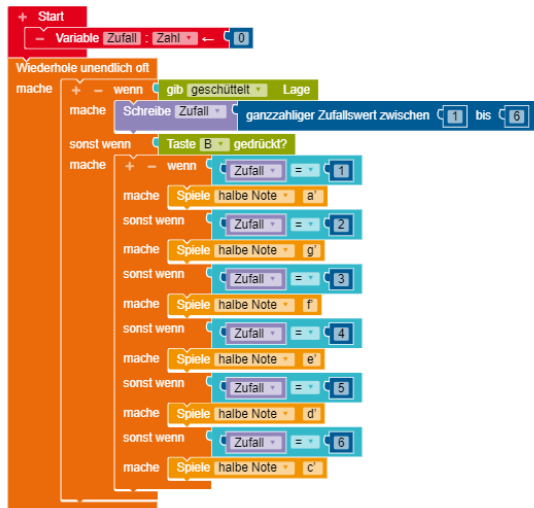 + Start
− Variable Zufall : Zahl ← 0
Wiederhole unendlich oft
mache + − wenn gib geschüttelt Lage
mache Schreibe Zufall ganzzahliger Zufallswert zwischen 1 bis 6
sonst wenn Taste B gedrückt?
mache + − wenn Zufall = 1
mache Spiele halbe Note a'
sonst wenn Zufall = 2
mache Spiele halbe Note g'
sonst wenn Zufall = 3
mache Spiele halbe Note f'
sonst wenn Zufall = 4
mache Spiele halbe Note e'
sonst wenn Zufall = 5
mache Spiele halbe Note d'
sonst wenn Zufall = 6
mache Spiele halbe Note c'